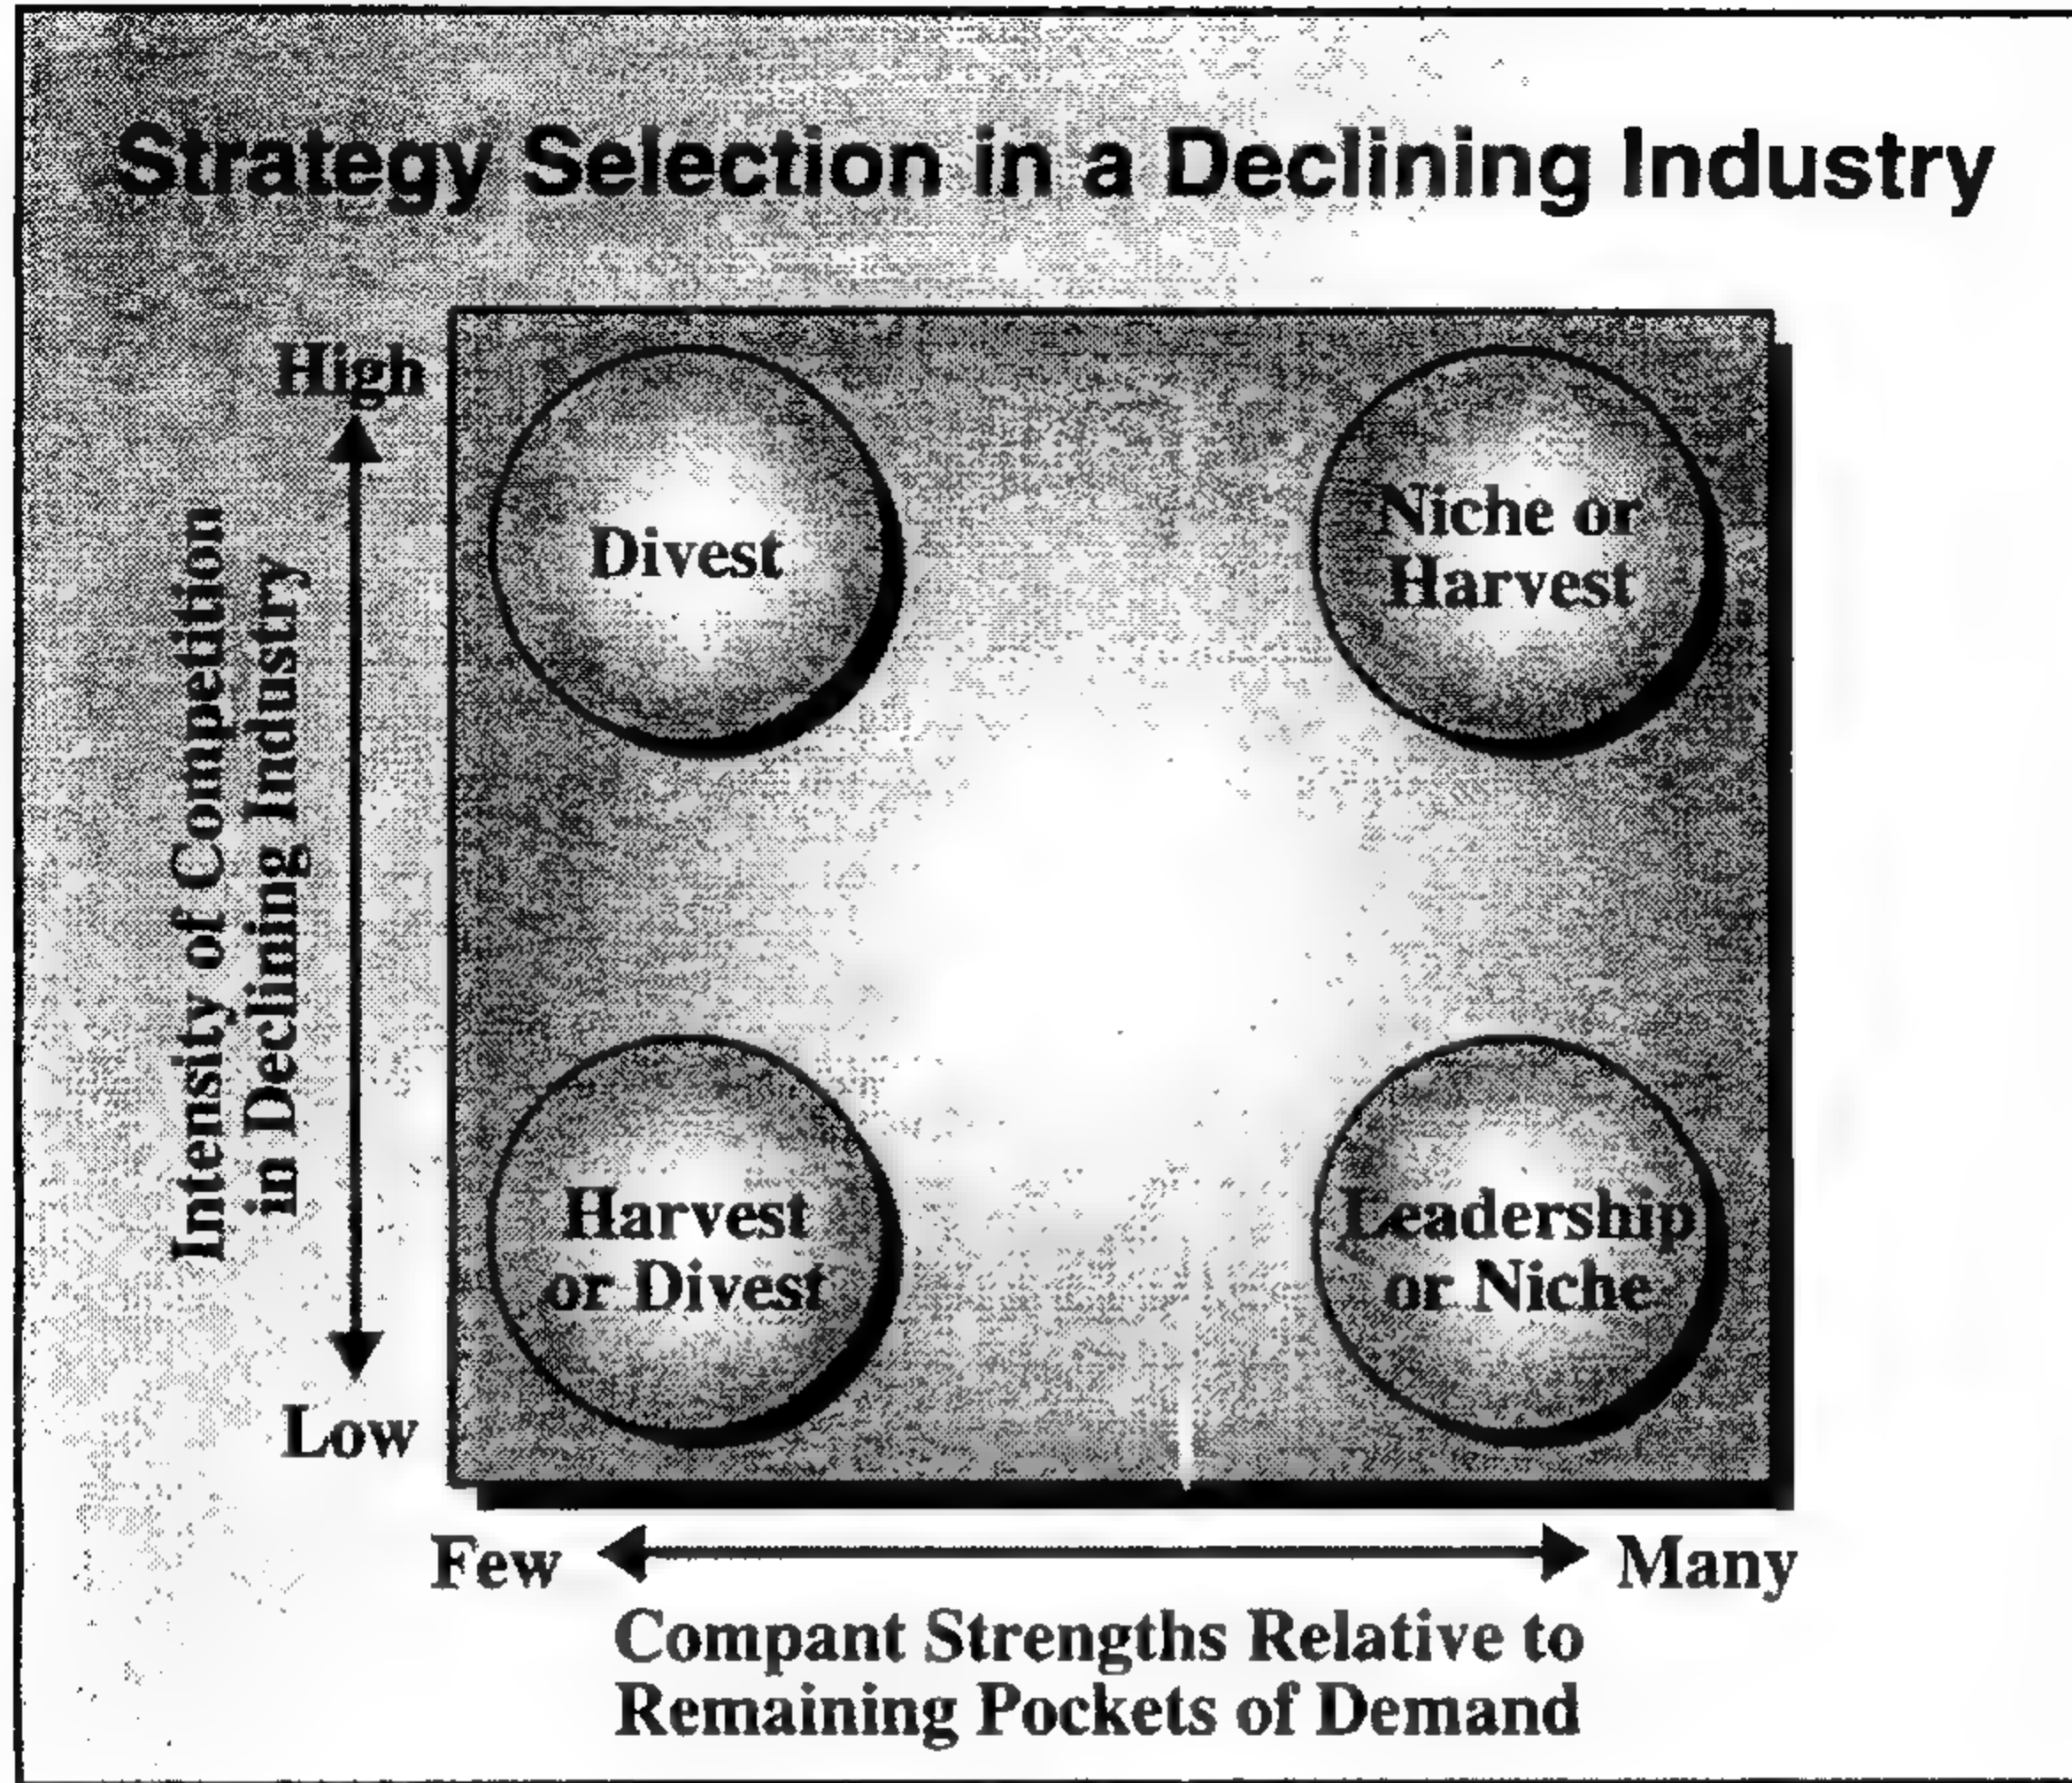 Strategy Selection in a Declining Industry
High
Intensity of Competition
in Declining Industry
Low
Divest
Niche or
Harvest
Harvest
or Divest
Leadership
or Niche
Few
Many
Compant Strengths Relative to
Remaining Pockets of Demand